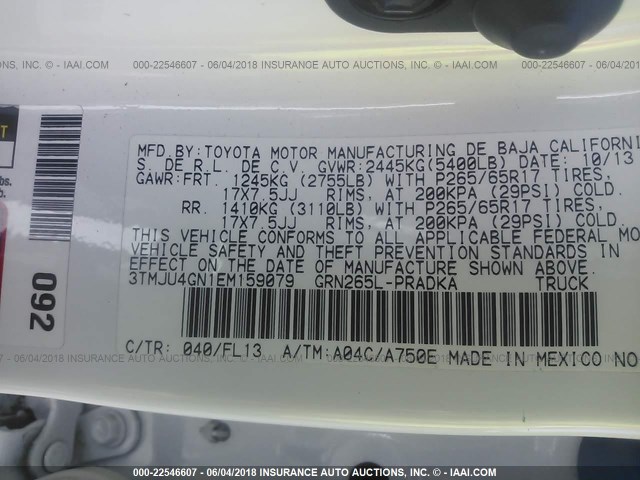 000-22546607 - 06/04/2018 INSURANCE AUTO AUCTIONS, INC. - IAAI.COM
MFD BY:TOYOTA MOTOR MANUFACTURING DE BAJA CALIFORNI
S. DE R.L. DE C.V. GVWR:2445KG(5400LB) DATE: 10/13
GAWR:FRT. 1245KG (2755LB) WITH P265/65R17 TIRES,
17X7.5JJ RIMS, AT 200KPA (29PSI) COLD.
RR. 1410KG (3110LB) WITH P265/65R17 TIRES,
17X7.5JJ RIMS, AT 200KPA (29PSI) COLD.
THIS VEHICLE CONFORMS TO ALL APPLICABLE FEDERAL MO
VEHICLE SAFETY AND THEFT PREVENTION STANDARDS IN
EFFECT ON THE DATE OF MANUFACTURE SHOWN ABOVE.
3TMJU4GN1EM159079 GRN265L-PRADKA TRUCK
C/TR: 040/FL13 A/TM:A04C/A750E MADE IN MEXICO NO
092
lbs.
000-22546607 - 06/04/2018 INSURANCE AUTO AUCTIONS, INC. - IAAI.COM
000-22546607 - 06/04/2018 INSURANCE AUTO AUCTIONS, INC. - IAAI.COM